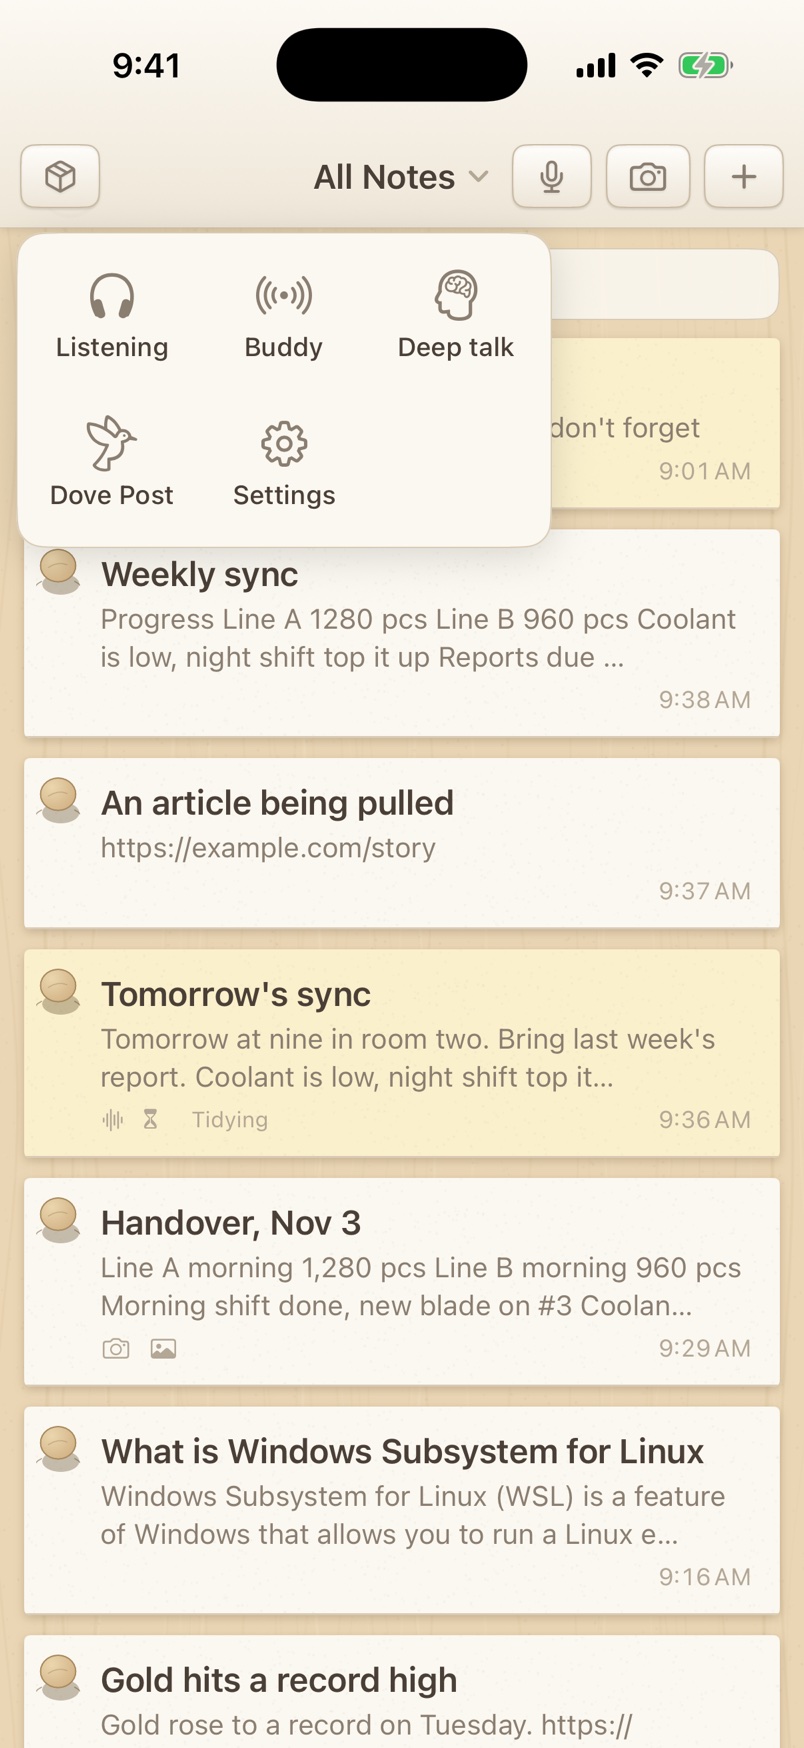 9:41
All Notes
Listening
Buddy
Deep talk
Dove Post
Settings
don't forget
9:01 AM
Weekly sync
Progress Line A 1280 pcs Line B 960 pcs Coolant
is low, night shift top it up Reports due ...
9:38 AM
An article being pulled
https://example.com/story
9:37 AM
Tomorrow's sync
Tomorrow at nine in room two. Bring last week's
report. Coolant is low, night shift top it...
Tidying
9:36 AM
Handover, Nov 3
Line A morning 1,280 pcs Line B morning 960 pcs
Morning shift done, new blade on #3 Coolan...
9:29 AM
What is Windows Subsystem for Linux
Windows Subsystem for Linux (WSL) is a feature
of Windows that allows you to run a Linux e...
9:16 AM
Gold hits a record high
Gold rose to a record on Tuesday. https://